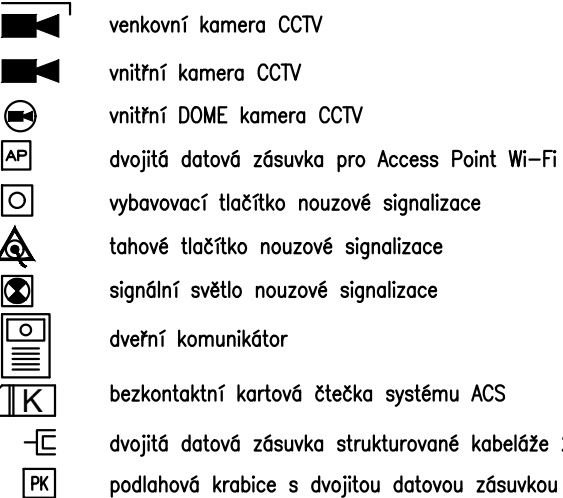 venkovní kamera CCTV
vnitřní kamera CCTV
vnitřní DOME kamera CCTV
AP dvojitá datová zásuvka pro Access Point Wi-Fi
vybavovací tlačítko nouzové signalizace
tahové tlačítko nouzové signalizace
signální světlo nouzové signalizace
dveřní komunikátor
K bezkontaktní kartová čtečka systému ACS
dvojitá datová zásuvka strukturované kabeláže
PK podlahová krabice s dvojitou datovou zásuvkou